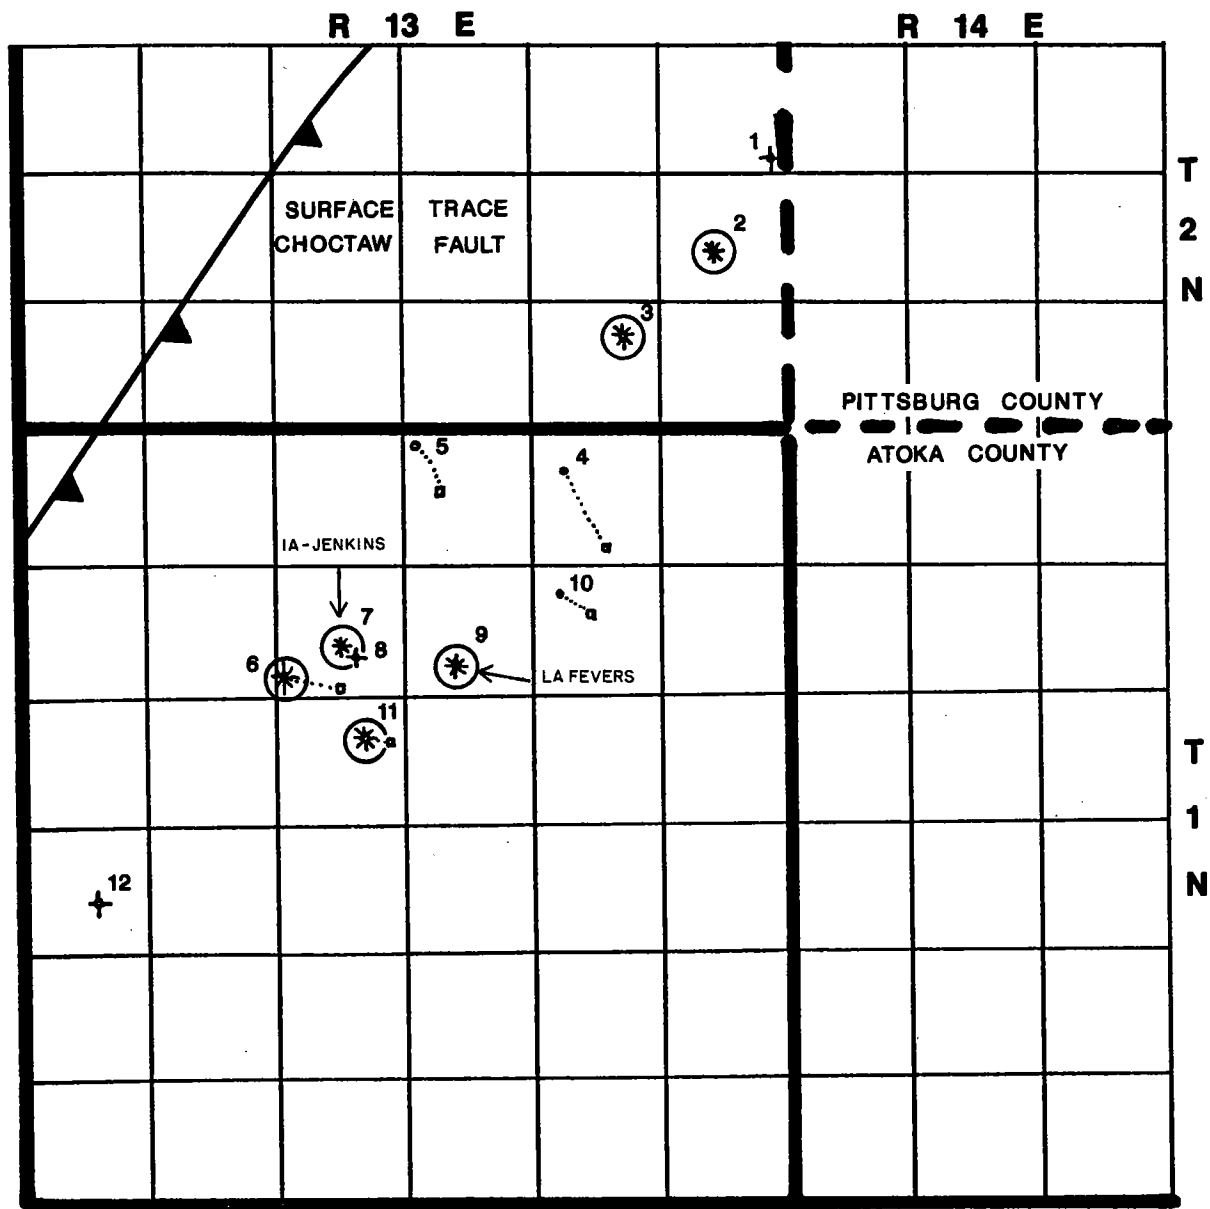 R 13 E
R 14 E
1
T
2
N
SURFACE TRACE
CHOCTAW FAULT
2
3
PITTSBURG COUNTY
ATOKA COUNTY
5
4
IA-JENKINS
10
7
8
9
6
LA FEVERS
11
T
1
N
12